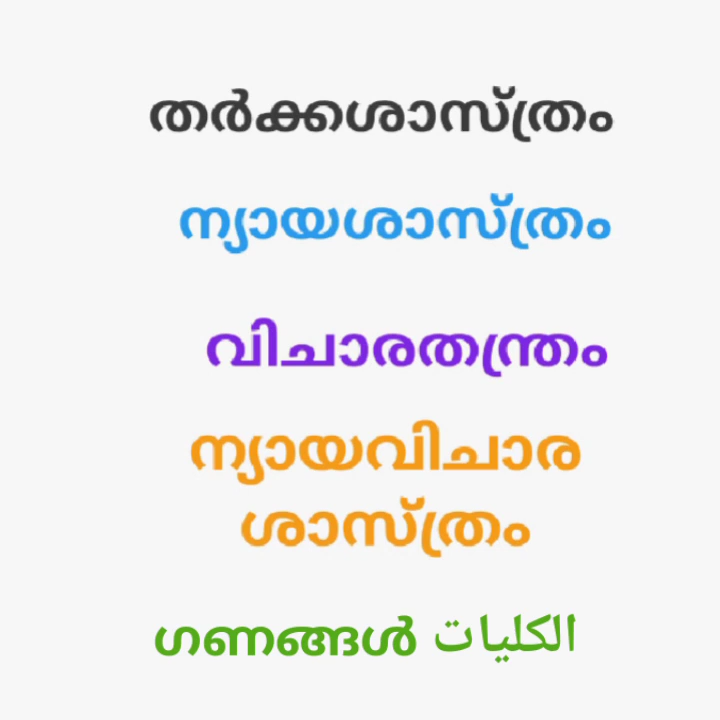 തർക്കശാസ്ത്രം
ന്യായശാസ്ത്രം
വിചാരതന്ത്രം
ന്യായവിചാര
ശാസ്ത്രം
ഗണങ്ങൾ الكليات